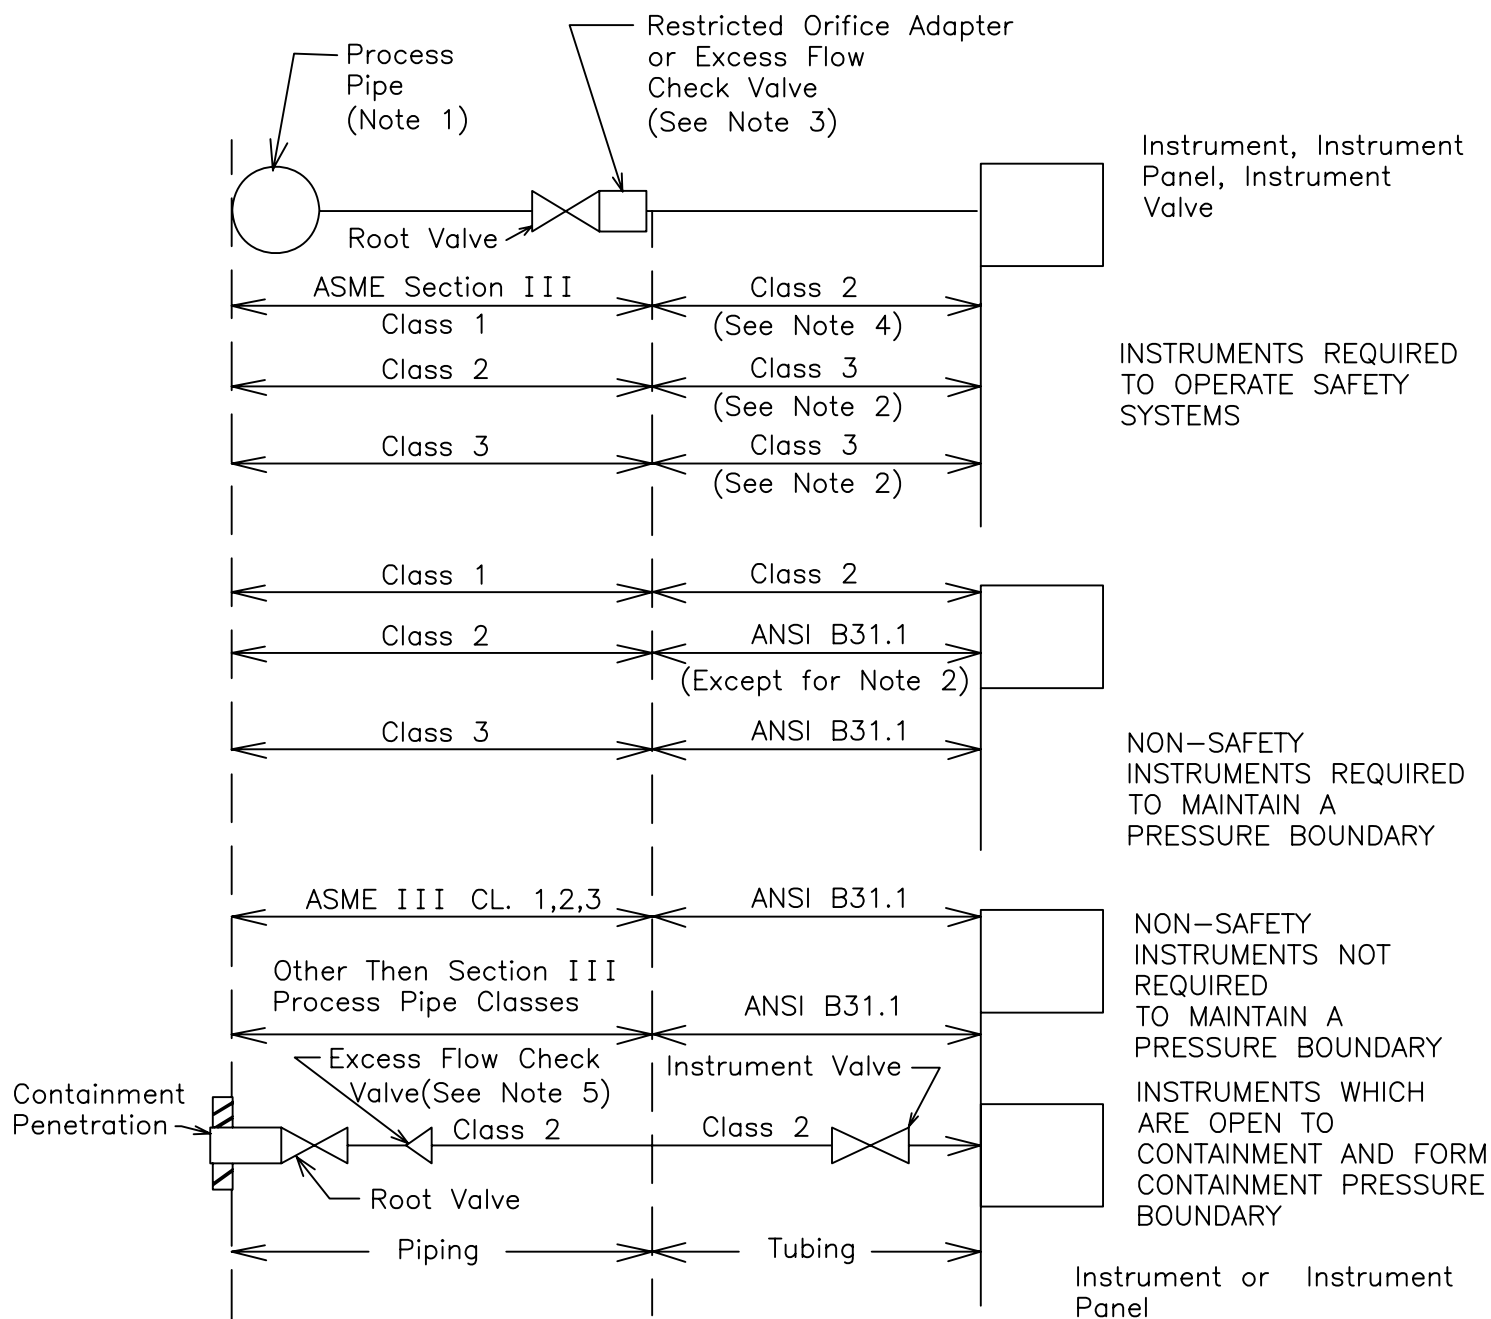 Process
Pipe
(Note 1)
Restricted Orifice Adapter
or Excess Flow
Check Valve
(See Note 3)
Instrument, Instrument
Panel, Instrument
Valve
Root Valve
ASME Section III
Class 1
Class 2
(See Note 4)
Class 2
Class 3
(See Note 2)
Class 3
Class 3
(See Note 2)
INSTRUMENTS REQUIRED
TO OPERATE SAFETY
SYSTEMS
Class 1
Class 2
Class 2
ANSI B31.1
(Except for Note 2)
Class 3
ANSI B31.1
NON-SAFETY
INSTRUMENTS REQUIRED
TO MAINTAIN A
PRESSURE BOUNDARY
ASME III CL. 1,2,3
ANSI B31.1
Other Then Section III
Process Pipe Classes
ANSI B31.1
NON-SAFETY
INSTRUMENTS NOT
REQUIRED
TO MAINTAIN A
PRESSURE BOUNDARY
Containment
Penetration
Excess Flow Check
Valve(See Note 5)
Class 2
Root Valve
Instrument Valve
Class 2
INSTRUMENTS WHICH
ARE OPEN TO
CONTAINMENT AND FORM
CONTAINMENT PRESSURE
BOUNDARY
Piping
Tubing
Instrument or Instrument
Panel